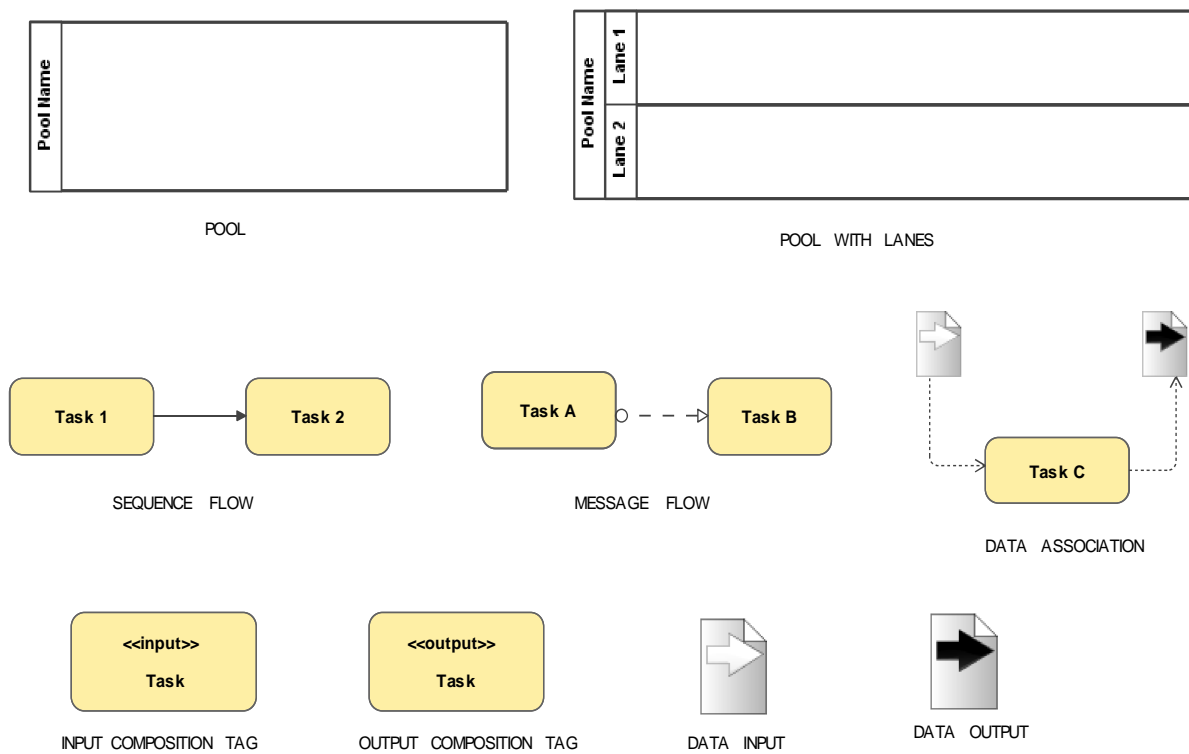 Pool Name
POOL
Pool Name
Lane 1
Lane 2
POOL WITH LANES
Task 1
Task 2
SEQUENCE FLOW
Task A
Task B
MESSAGE FLOW
Task C
DATA ASSOCIATION
<<input>>
Task
INPUT COMPOSITION TAG
<<output>>
Task
OUTPUT COMPOSITION TAG
DATA INPUT
DATA OUTPUT